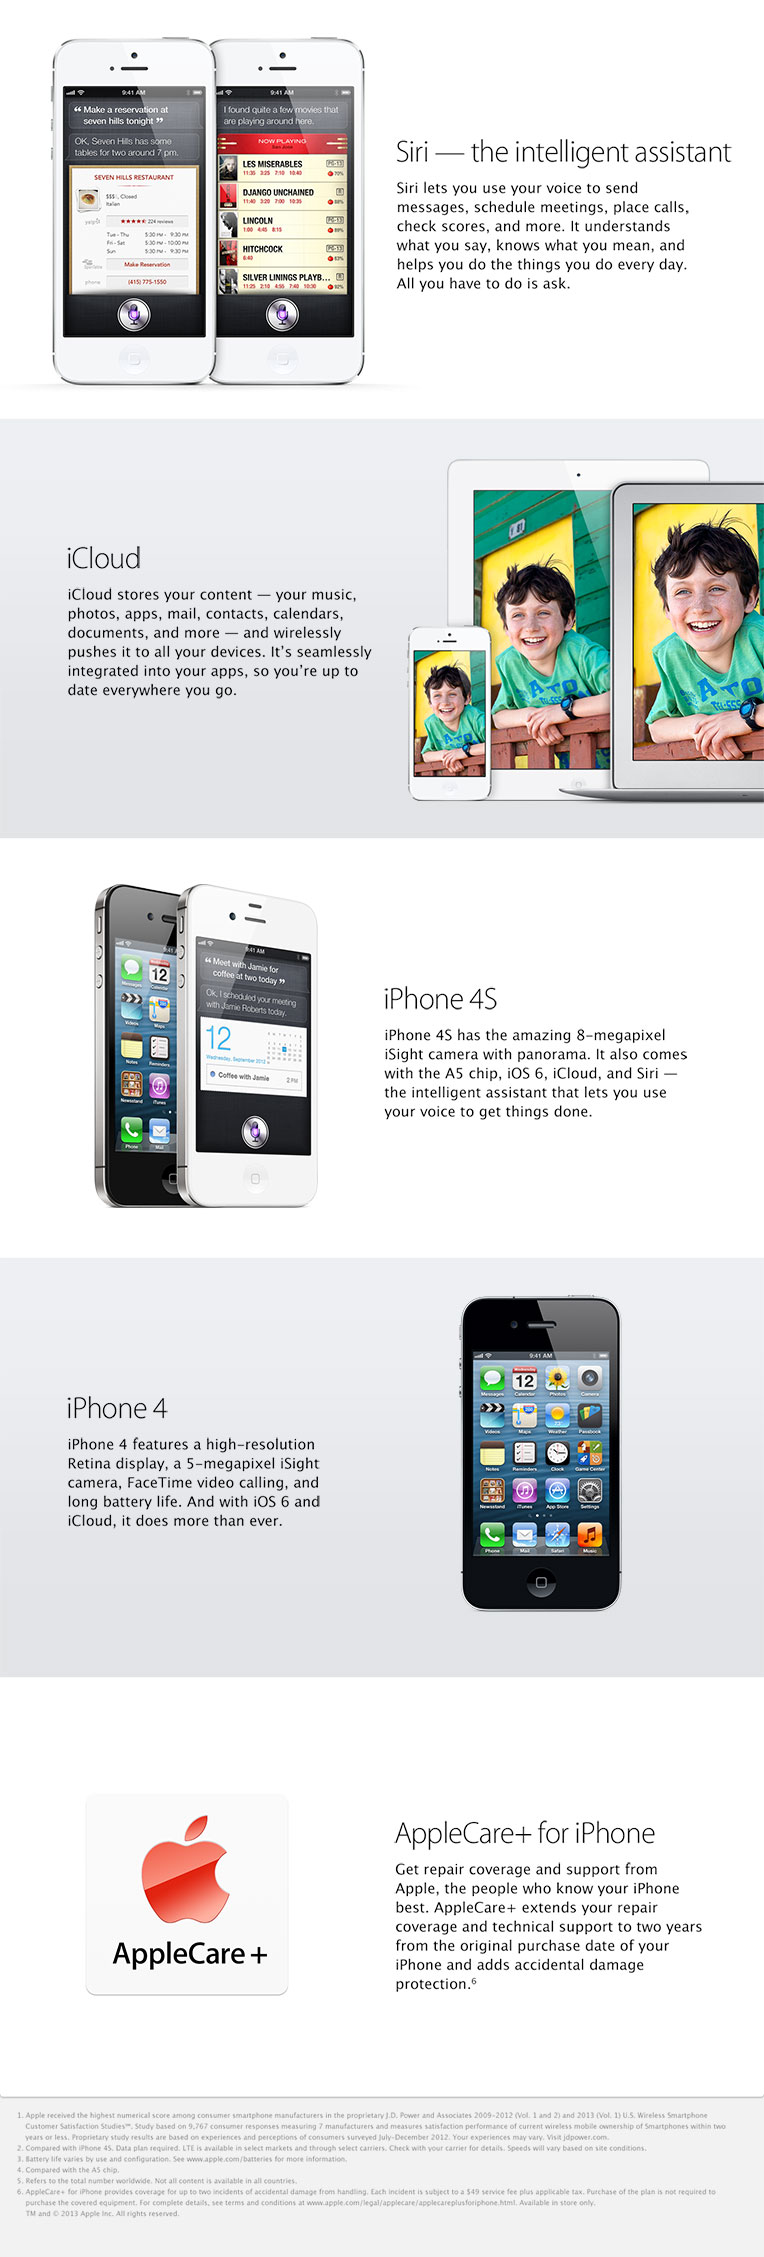 9:41 AM
“ Make a reservation at
seven hills tonight ”
OK, Seven Hills has some
tables for two around 7 pm.
SEVEN HILLS RESTAURANT
$$$, Closed
Italian
yelp
224 reviews
Tue - Thu 5:30 PM - 9:30 PM
Fri - Sat 5:30 PM - 10:00 PM
Sun 5:30 PM - 9:30 PM
Make Reservation
phone (415) 775-1550
9:41 AM
I found quite a few movies that
are playing around here.
NOW PLAYING
San Jose
LES MISERABLES PG-13
11:35 3:25 7:10 10:40 70%
DJANGO UNCHAINED R
11:40 3:20 7:00 10:35 88%
LINCOLN PG-13
1:00 4:45 8:15 89%
HITCHCOCK PG-13
6:40 63%
SILVER LININGS PLAYB... R
11:25 2:10 4:55 7:40 10:30 92%
Siri — the intelligent assistant
Siri lets you use your voice to send
messages, schedule meetings, place calls,
check scores, and more. It understands
what you say, knows what you mean, and
helps you do the things you do every day.
All you have to do is ask.
iCloud
iCloud stores your content — your music,
photos, apps, mail, contacts, calendars,
documents, and more — and wirelessly
pushes it to all your devices. It’s seamlessly
integrated into your apps, so you’re up to
date everywhere you go.
9:41
Messages Calendar
12
Videos Maps
Notes Reminders
Newsstand iTunes
Phone Mail
9:41 AM
“ Meet with Jamie for
coffee at two today ”
Ok, I scheduled your meeting
with Jamie Roberts today.
12
Wednesday, September 2012
Coffee with Jamie 2 PM
iPhone 4S
iPhone 4S has the amazing 8-megapixel
iSight camera with panorama. It also comes
with the A5 chip, iOS 6, iCloud, and Siri —
the intelligent assistant that lets you use
your voice to get things done.
iPhone 4
iPhone 4 features a high-resolution
Retina display, a 5-megapixel iSight
camera, FaceTime video calling, and
long battery life. And with iOS 6 and
iCloud, it does more than ever.
9:41 AM
Wednesday
12
Messages Calendar Photos Camera
Videos Maps Weather Passbook
Notes Reminders Clock Game Center
Newsstand iTunes App Store Settings
Phone Mail Safari Music
AppleCare+
AppleCare+ for iPhone
Get repair coverage and support from
Apple, the people who know your iPhone
best. AppleCare+ extends your repair
coverage and technical support to two years
from the original purchase date of your
iPhone and adds accidental damage
protection.6
1. Apple received the highest numerical score among consumer smartphone manufacturers in the proprietary J.D. Power and Associates 2009-2012 (Vol. 1 and 2) and 2013 (Vol. 1) U.S. Wireless Smartphone
Customer Satisfaction Studies℠. Study based on 9,767 consumer responses measuring 7 manufacturers and measures satisfaction performance of current wireless mobile ownership of Smartphones within two
years or less. Proprietary study results are based on experiences and perceptions of consumers surveyed July-December 2012. Your experiences may vary. Visit jdpower.com.
2. Compared with iPhone 4S. Data plan required. LTE is available in select markets and through select carriers. Check with your carrier for details. Speeds will vary based on site conditions.
3. Battery life varies by use and configuration. See www.apple.com/batteries for more information.
4. Compared with the A5 chip.
5. Refers to the total number worldwide. Not all content is available in all countries.
6. AppleCare+ for iPhone provides coverage for up to two incidents of accidental damage from handling. Each incident is subject to a $49 service fee plus applicable tax. Purchase of the plan is not required to
purchase the covered equipment. For complete details, see terms and conditions at www.apple.com/legal/applecare/applecareplusforiphone.html. Available in store only.
TM and © 2013 Apple Inc. All rights reserved.